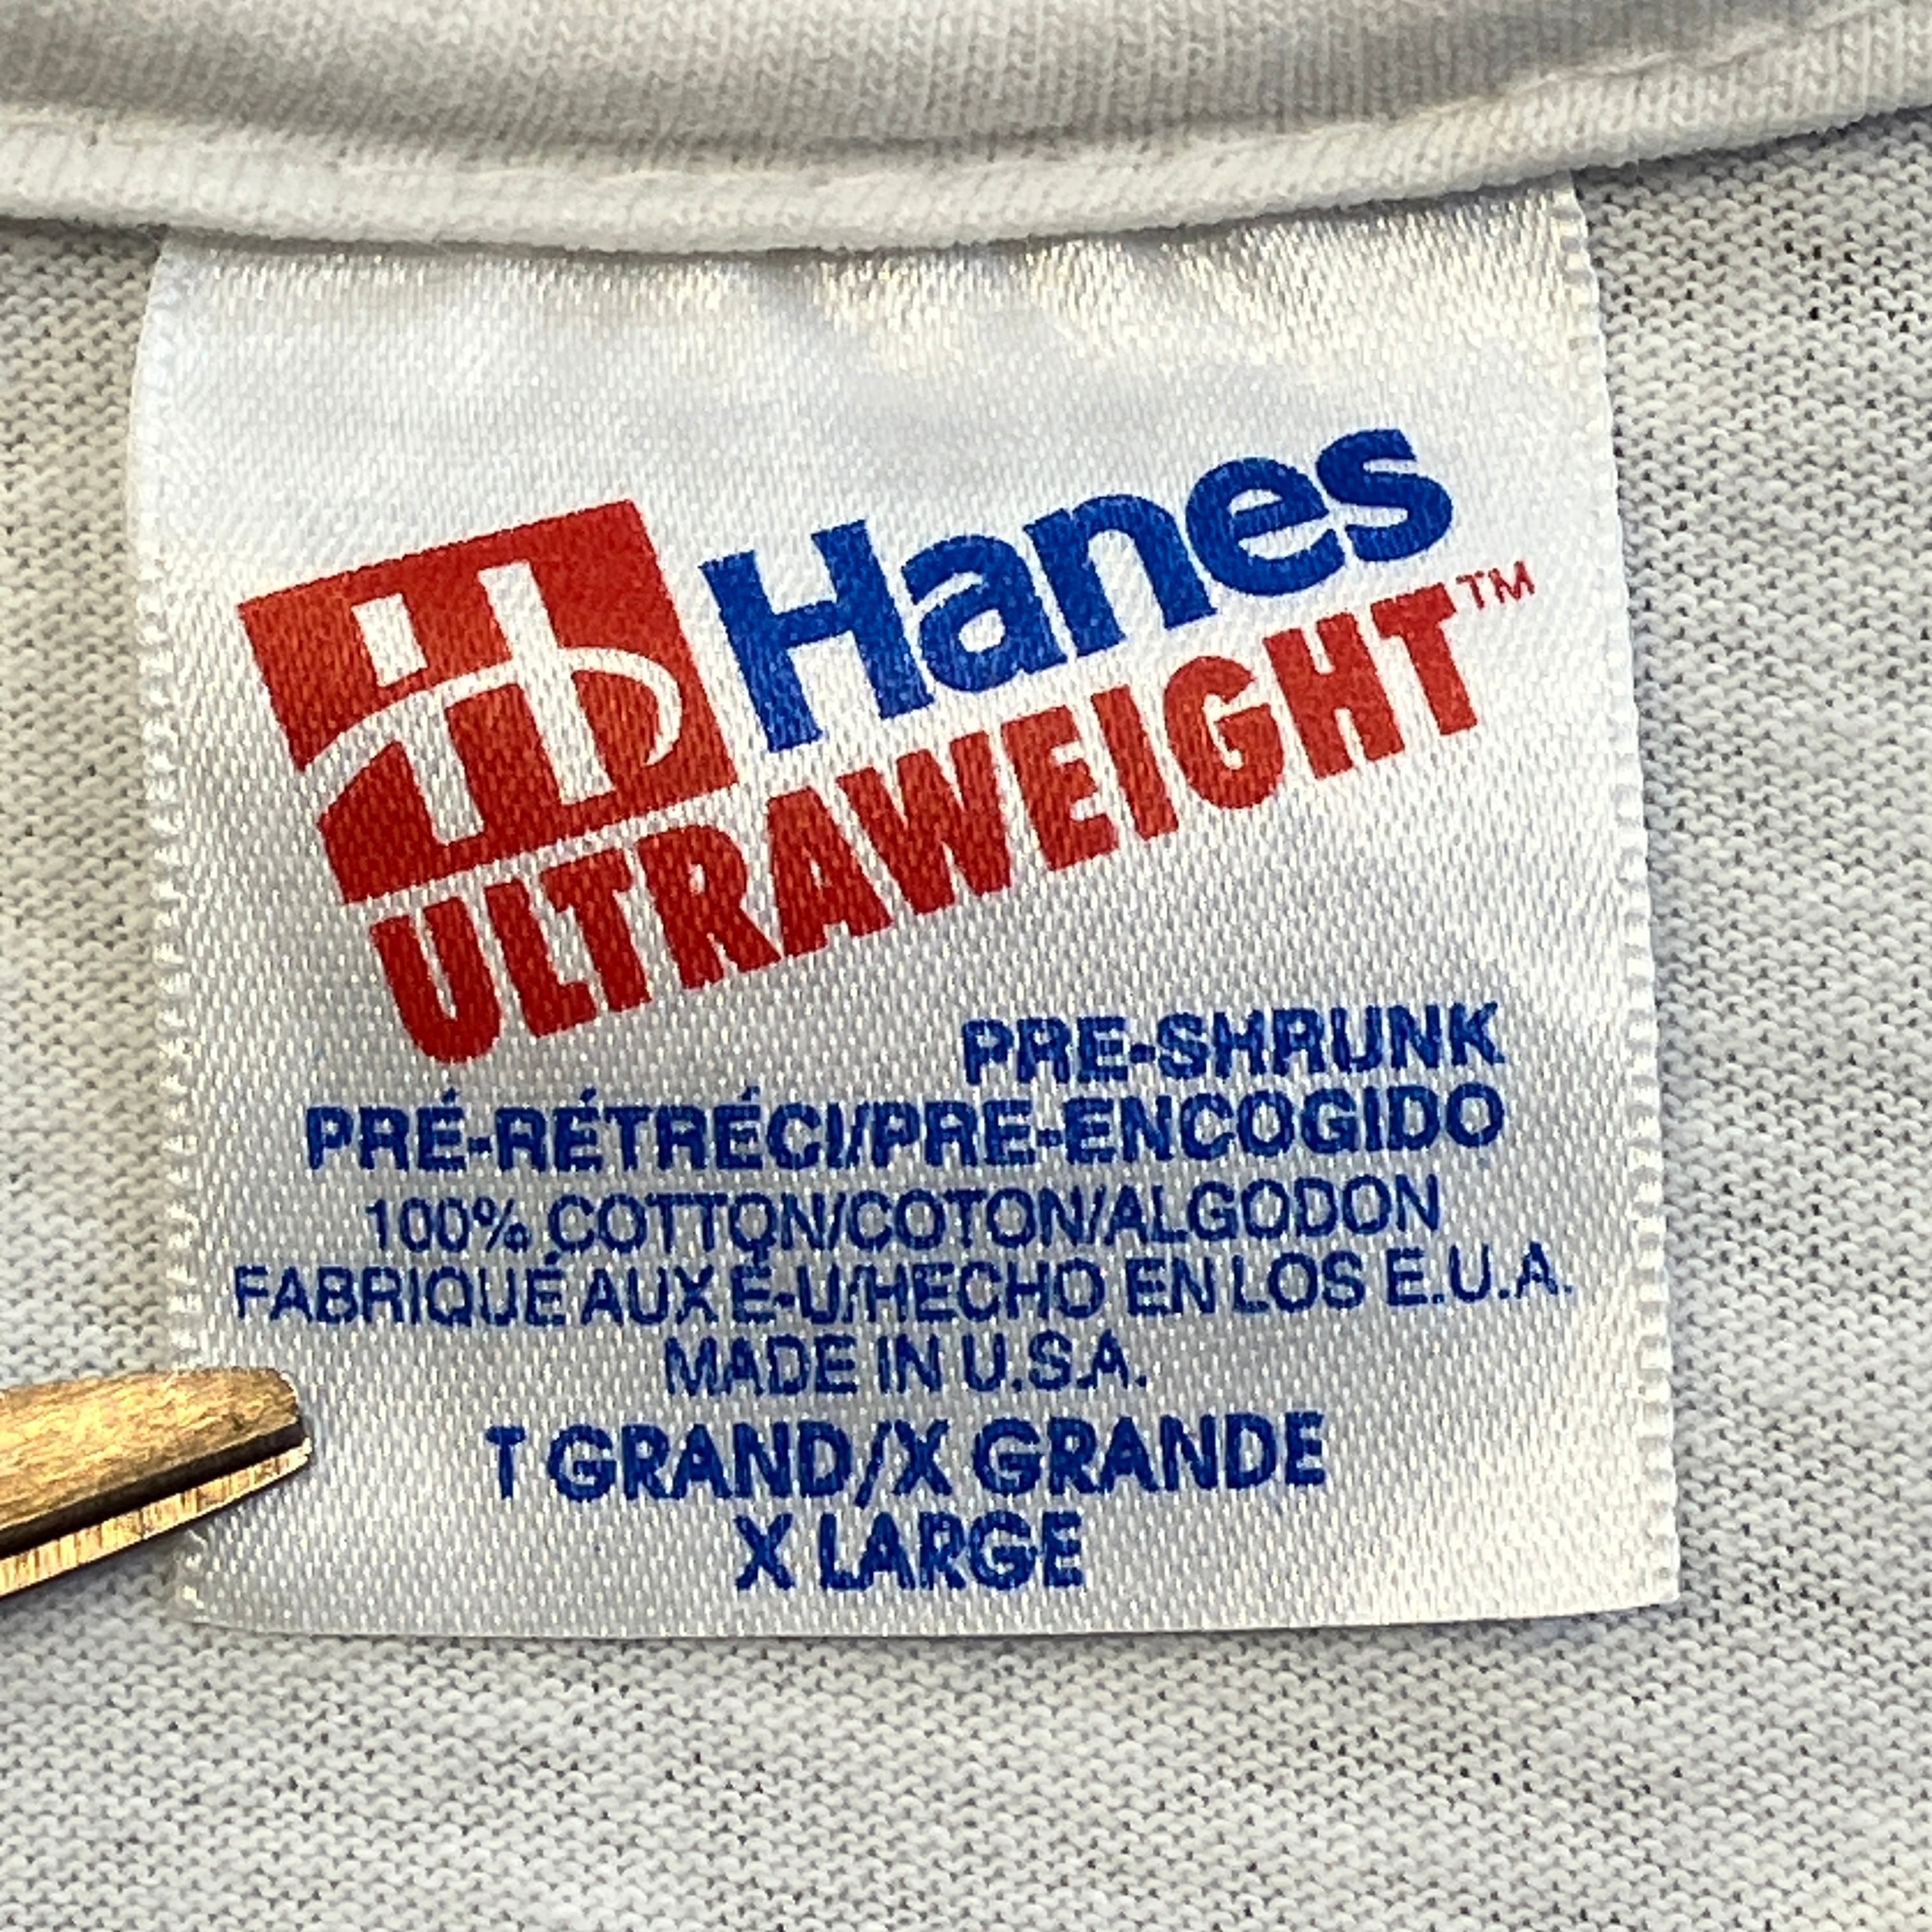 Hanes
ULTRAWEIGHT™
PRE-SHRUNK
PRÉ-RÉTRÉCI/PRE-ENCOGIDO
100% COTTON/COTON/ALGODON
FABRIQUÉ AUX É-U/HECHO EN LOS E.U.A.
MADE IN U.S.A.
T GRAND/X GRANDE
X LARGE